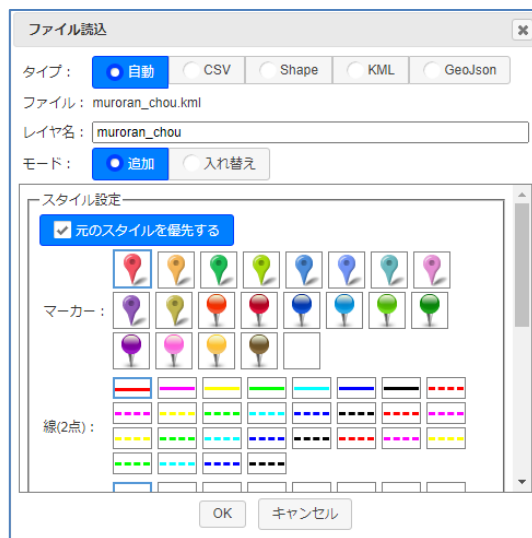 ファイル読込
タイプ： 自動 CSV Shape KML GeoJson
ファイル： muroran_chou.kml
レイヤ名： muroran_chou
モード： 追加 入れ替え
スタイル設定
元のスタイルを優先する
マーカー：
線(2点)：
OK キャンセル